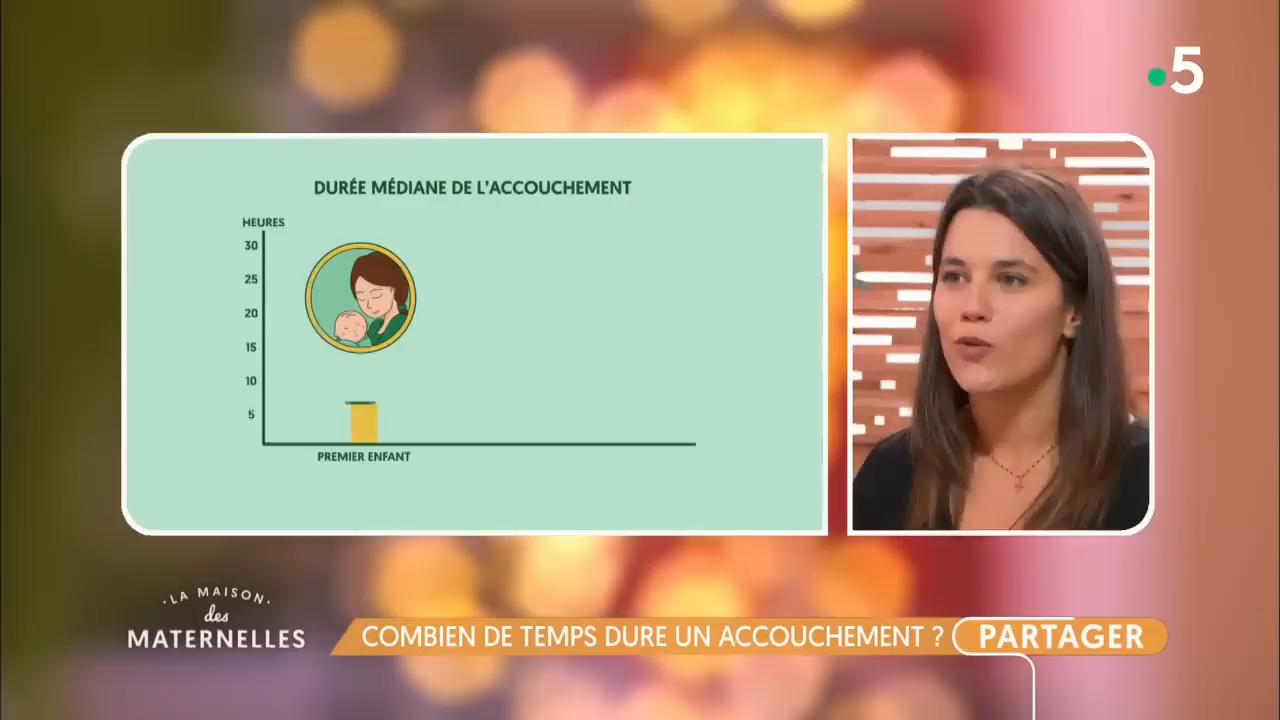 5
DURÉE MÉDIANE DE L'ACCOUCHEMENT
HEURES
30
25
20
15
10
5
PREMIER ENFANT
·LA MAISON·
des
MATERNELLES
COMBIEN DE TEMPS DURE UN ACCOUCHEMENT ?
PARTAGER